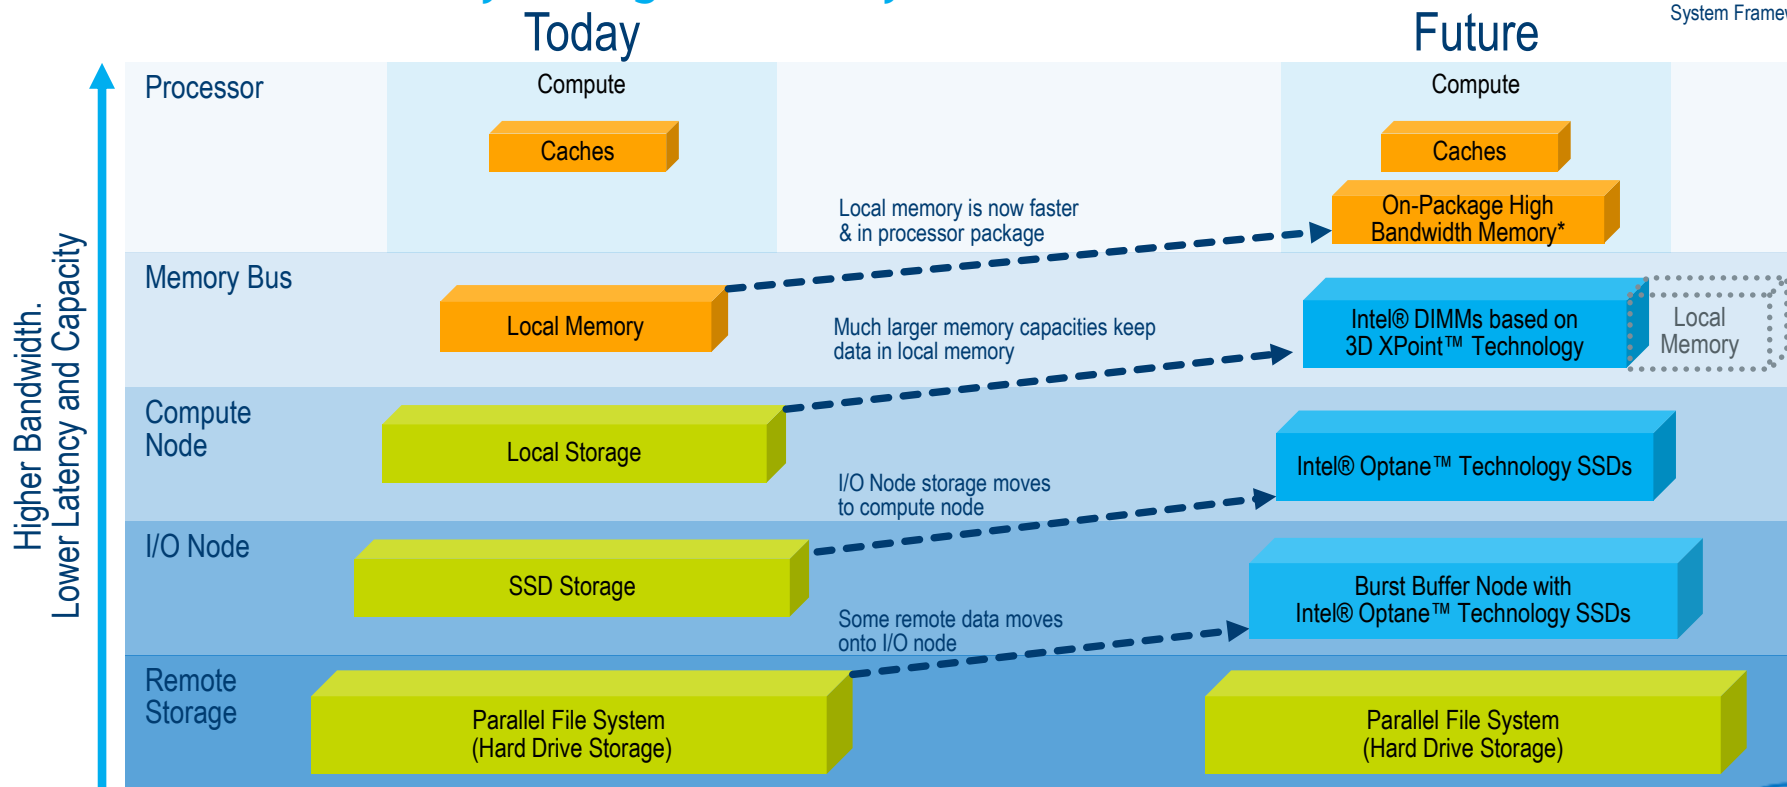 Today
Future
System Frame
Higher Bandwidth.
Lower Latency and Capacity
Processor
Compute
Caches
Compute
Caches
On-Package High
Bandwidth Memory*
Local memory is now faster
& in processor package
Memory Bus
Local Memory
Much larger memory capacities keep
data in local memory
Intel® DIMMs based on
3D XPoint™ Technology
Local
Memory
Compute
Node
Local Storage
I/O Node storage moves
to compute node
Intel® Optane™ Technology SSDs
I/O Node
SSD Storage
Some remote data moves
onto I/O node
Burst Buffer Node with
Intel® Optane™ Technology SSDs
Remote
Storage
Parallel File System
(Hard Drive Storage)
Parallel File System
(Hard Drive Storage)